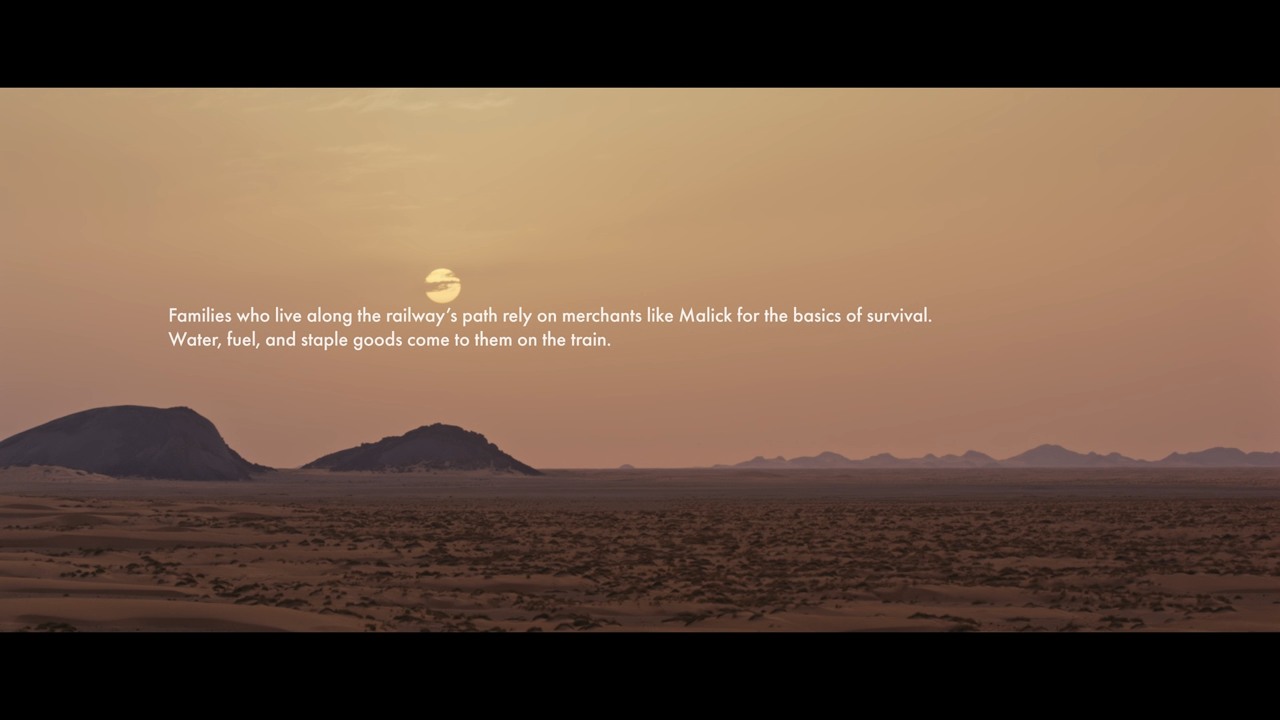 Families who live along the railway’s path rely on merchants like Malick for the basics of survival.
Water, fuel, and staple goods come to them on the train.